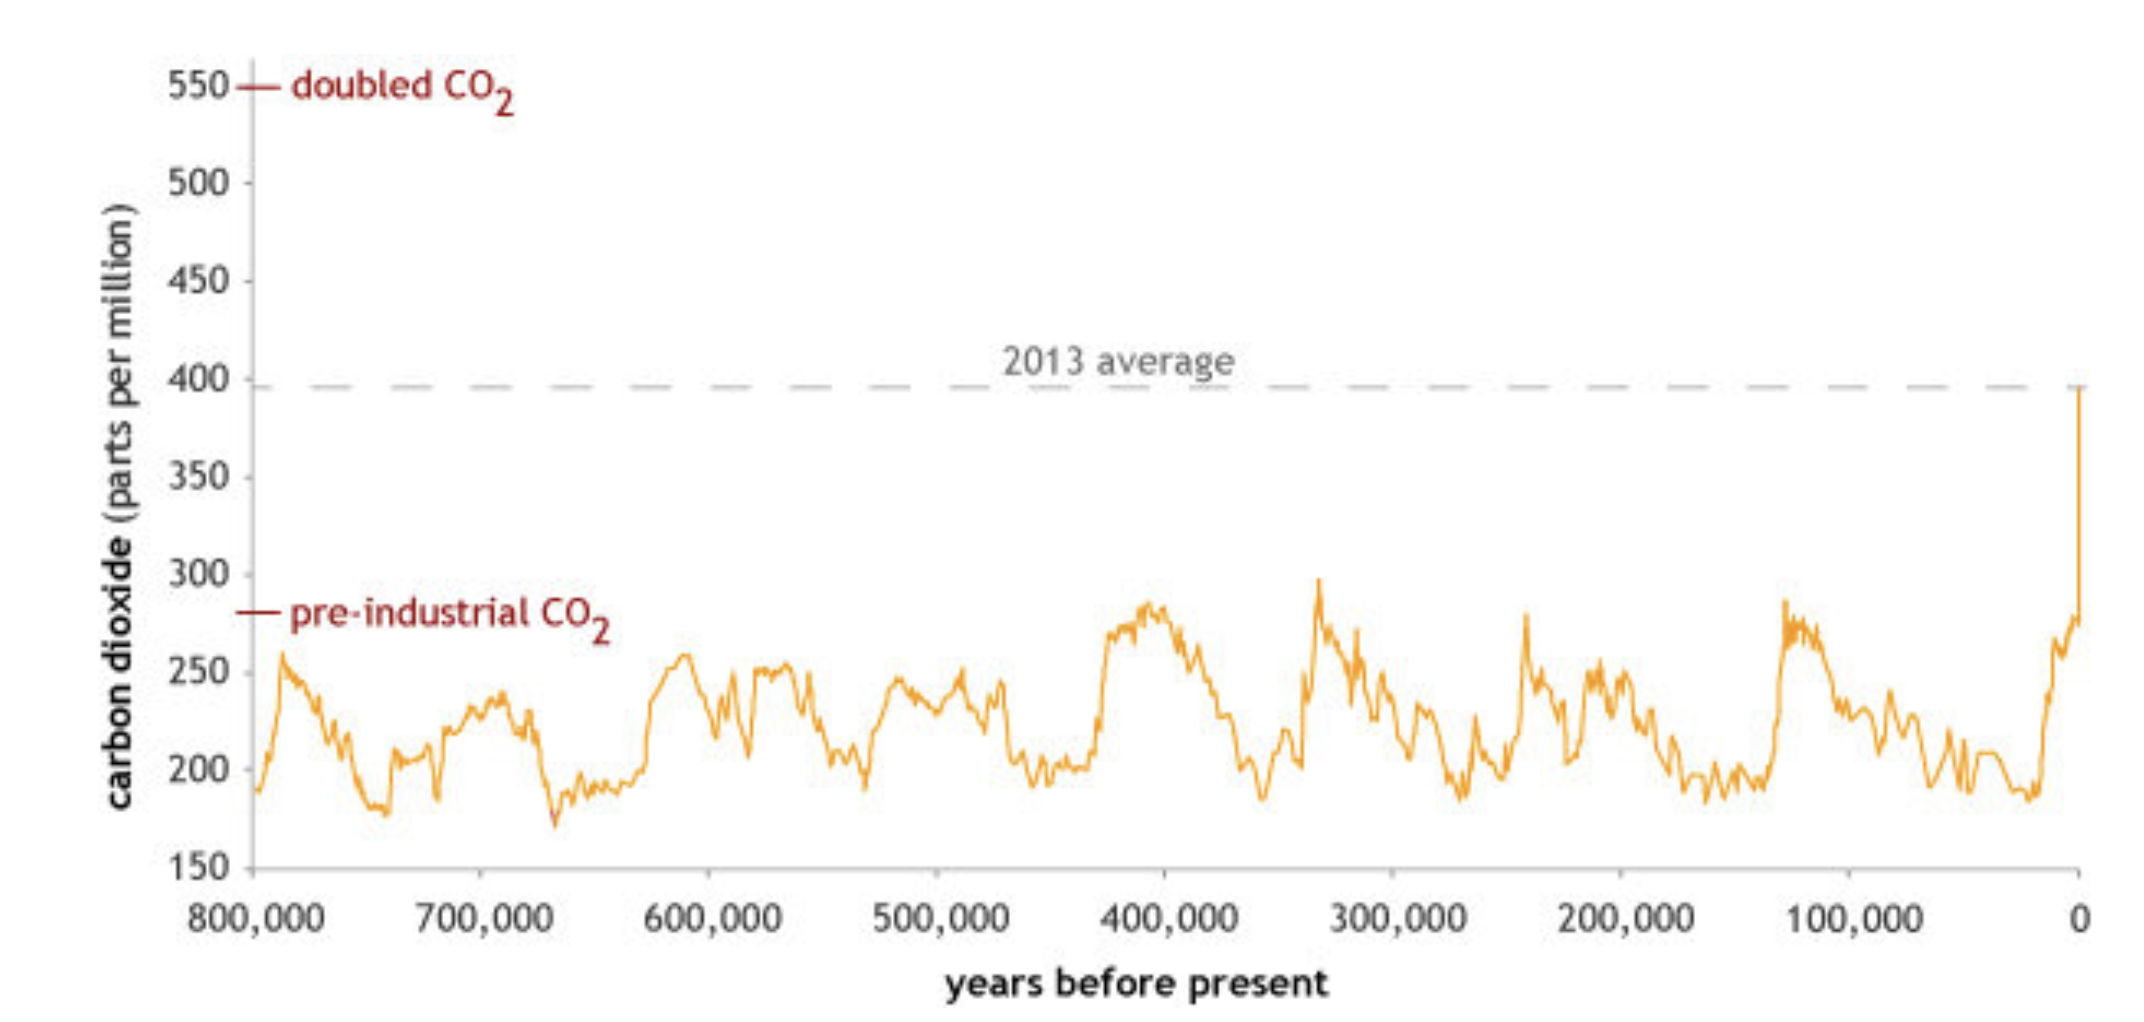 550
doubled CO₂
500
450
2013 average
400
350
300
pre-industrial CO₂
250
200
150
carbon dioxide (parts per million)
800,000 700,000 600,000 500,000 400,000 300,000 200,000 100,000 0
years before present